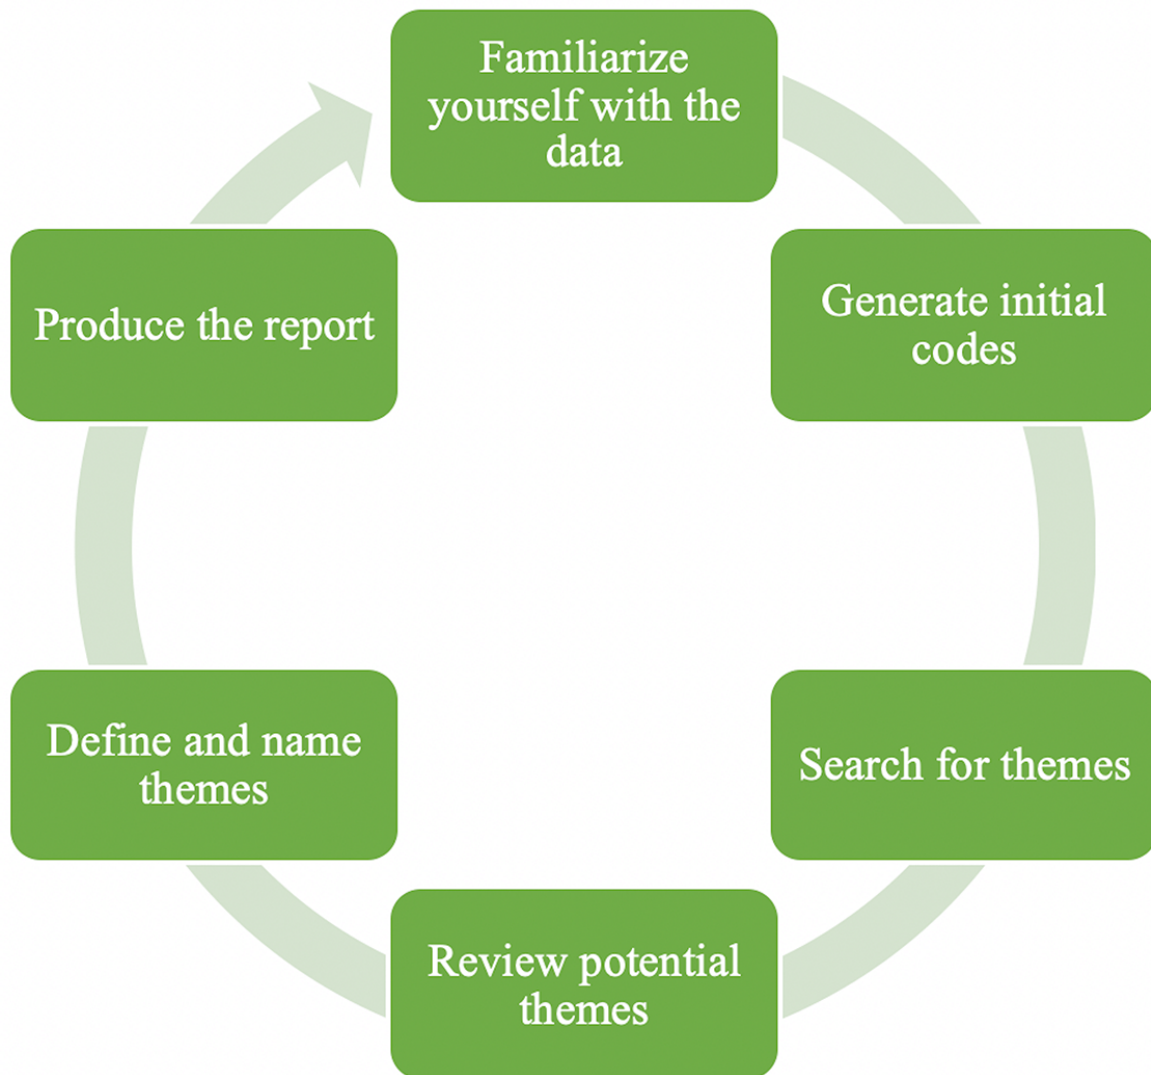 Familiarize
yourself with the
data
Generate initial
codes
Search for themes
Review potential
themes
Define and name
themes
Produce the report